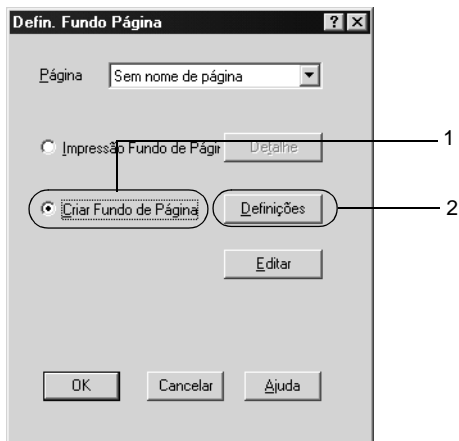 Defin. Fundo Página
Página Sem nome de página
Impressão Fundo de Págir Detalhe
1
Criar Fundo de Página Definições
2
Editar
OK Cancelar Ajuda